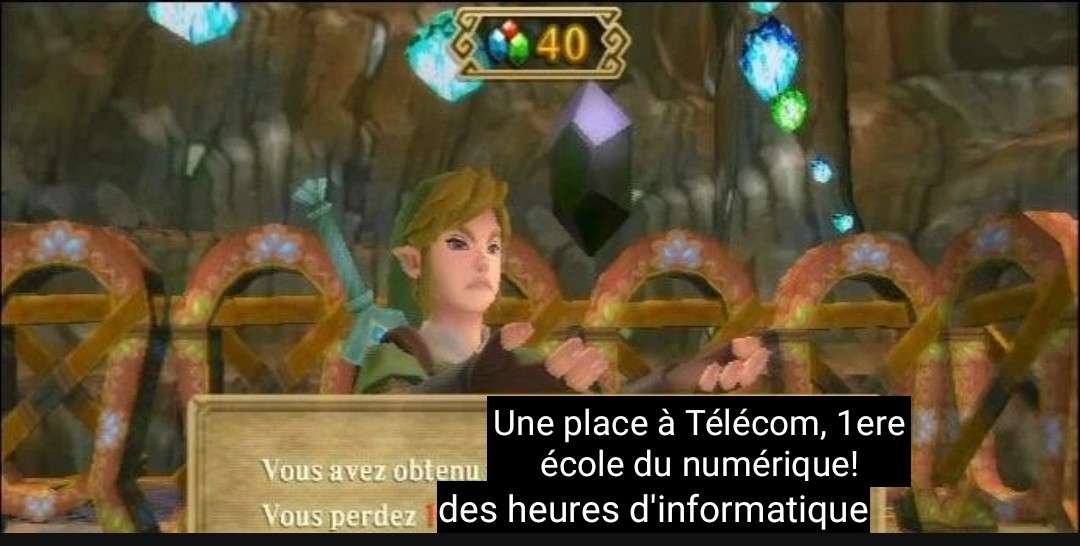 40
Vous avez obtenu
Une place à Télécom, 1ere
école du numérique!
Vous perdez
des heures d'informatique